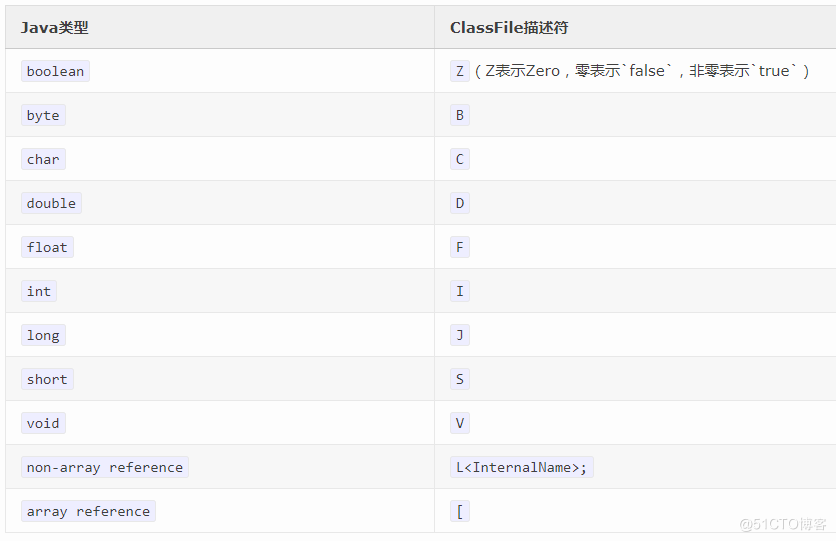 Java类型 ClassFile描述符
boolean Z(Z表示Zero，零表示`false`，非零表示`true`)
byte B
char C
double D
float F
int I
long J
short S
void V
non-array reference L<InternalName>;
array reference [
@51CTO博客